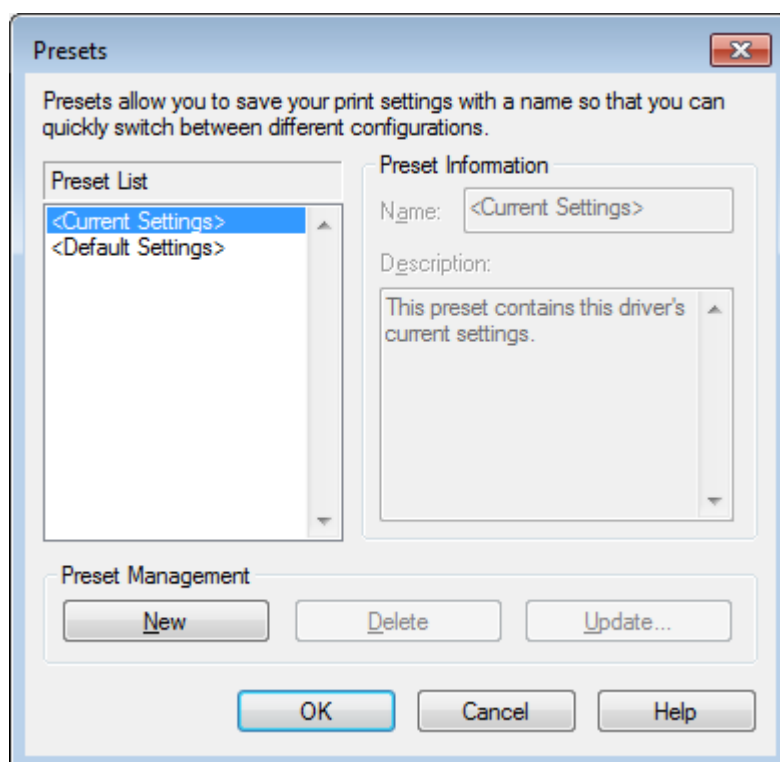 Presets
Presets allow you to save your print settings with a name so that you can
quickly switch between different configurations.
Preset List
<Current Settings>
<Default Settings>
Preset Information
Name:
<Current Settings>
Description:
This preset contains this driver's
current settings.
Preset Management
New
Delete
Update...
OK
Cancel
Help